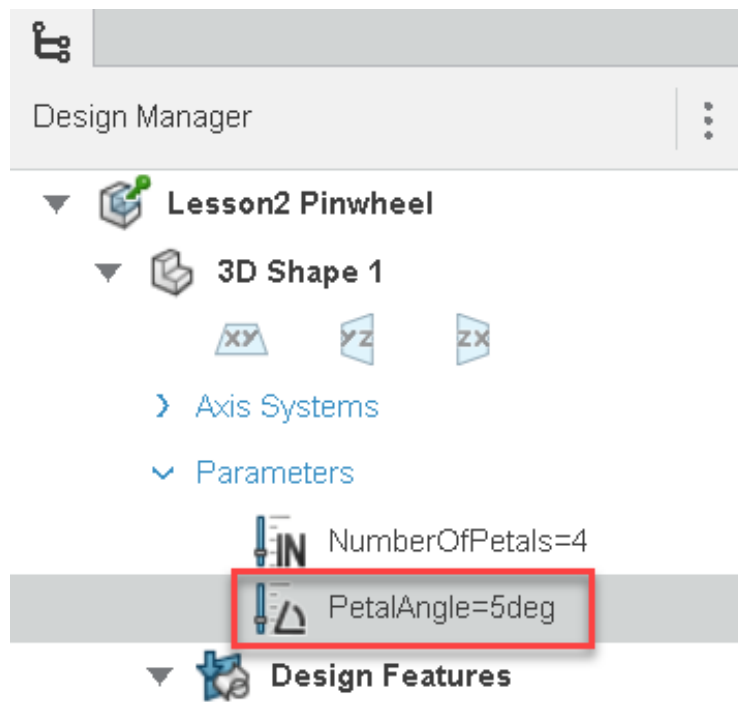 Design Manager
Lesson2 Pinwheel
3D Shape 1
XY YZ ZX
Axis Systems
Parameters
IN NumberOfPetals=4
PetalAngle=5deg
Design Features